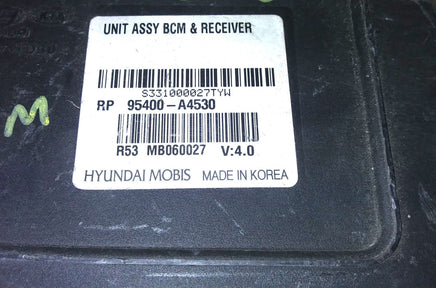 UNIT ASSY BCM & RECEIVER
S331000027TYW
RP 95400-A4530
R53 MB060027 V:4.0
HYUNDAI MOBIS MADE IN KOREA
M